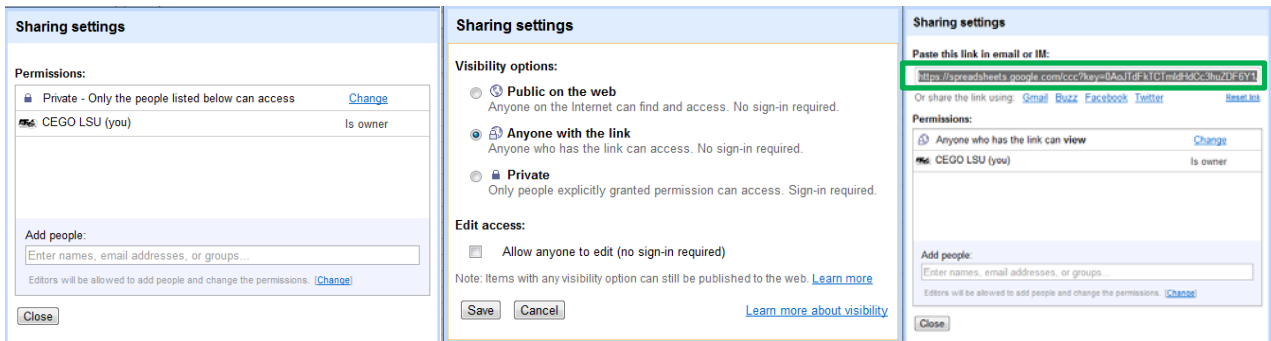 Sharing settings
Permissions:
Private - Only the people listed below can access Change
CEGO LSU (you) Is owner
Add people:
Enter names, email addresses, or groups...
Editors will be allowed to add people and change the permissions. [Change]
Close
Sharing settings
Visibility options:
Public on the web
Anyone on the Internet can find and access. No sign-in required.
Anyone with the link
Anyone who has the link can access. No sign-in required.
Private
Only people explicitly granted permission can access. Sign-in required.
Edit access:
Allow anyone to edit (no sign-in required)
Note: Items with any visibility option can still be published to the web. Learn more
Save Cancel Learn more about visibility
Sharing settings
Paste this link in email or IM:
Or share the link using: Gmail Buzz Facebook Twitter Reset link
Permissions:
Anyone who has the link can view Change
CEGO LSU (you) Is owner
Add people:
Enter names, email addresses, or groups...
Editors will be allowed to add people and change the permissions. [Change]
Close